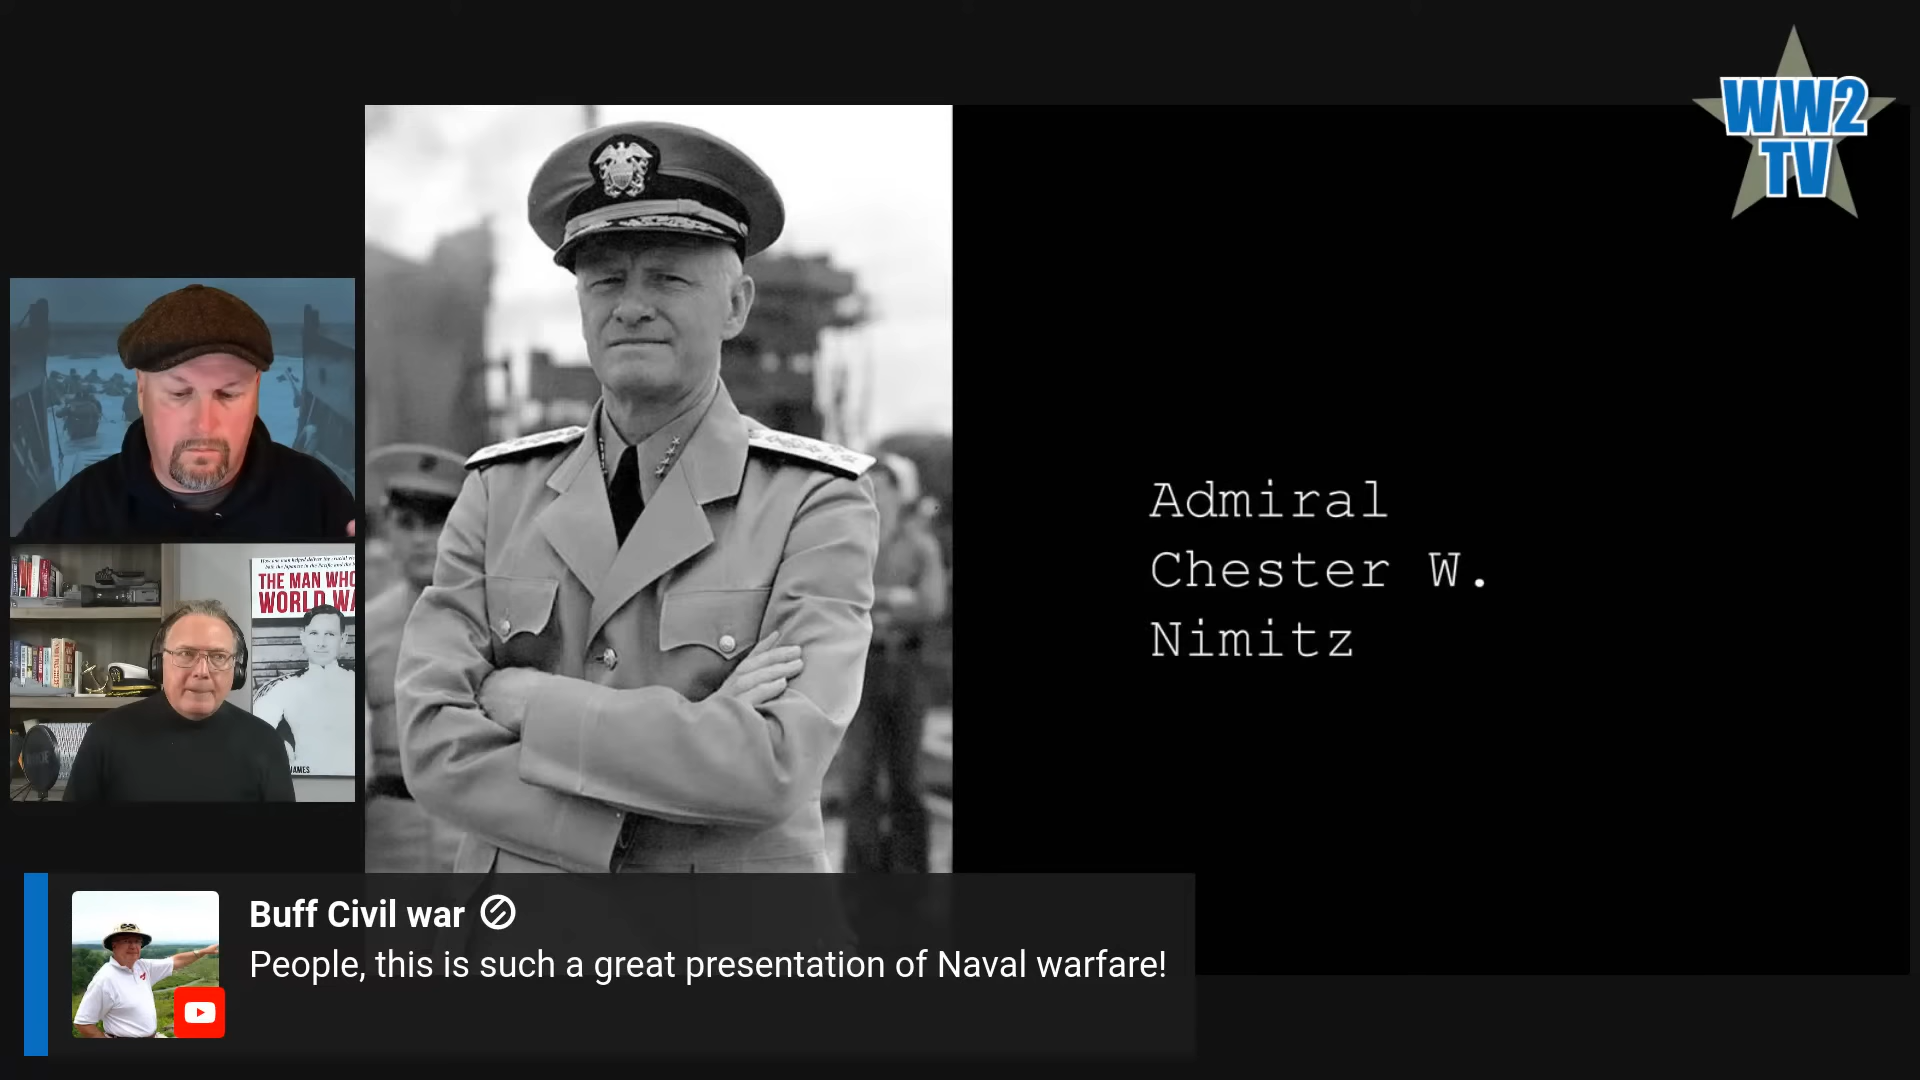 WW2
TV
Admiral
Chester W.
Nimitz
THE MAN WHO
WORLD WA
JAMES
Buff Civil war
People, this is such a great presentation of Naval warfare!